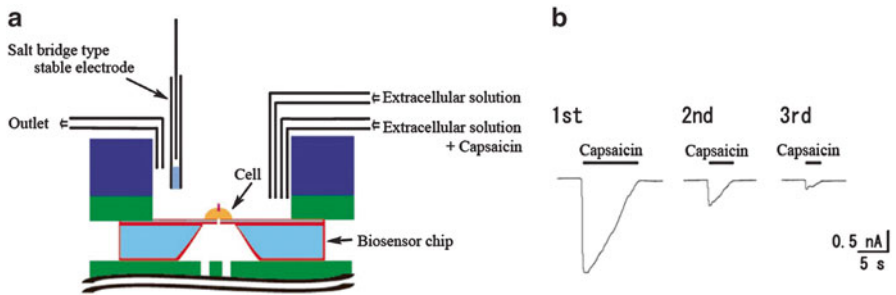 a
Salt bridge type
stable electrode
Outlet
Extracellular solution
Extracellular solution
+ Capsaicin
Cell
Biosensor chip
b
1st 2nd 3rd
Capsaicin Capsaicin Capsaicin
0.5 nA
5 s